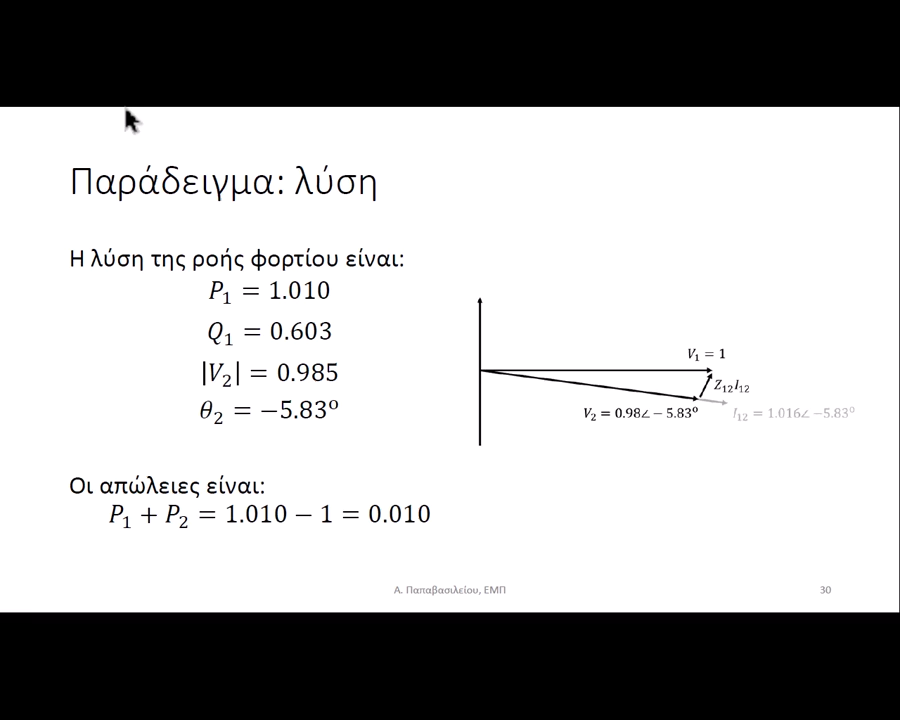 Παράδειγμα: λύση
Η λύση της ροής φορτίου είναι:
P₁ = 1.010
Q₁ = 0.603
|V₂| = 0.985
θ₂ = −5.83º
V₁ = 1
Z₁₂I₁₂
V₂ = 0.98∠ − 5.83º
I₁₂ = 1.016∠ − 5.83º
Οι απώλειες είναι:
P₁ + P₂ = 1.010 − 1 = 0.010
Α. Παπαβασιλείου, ΕΜΠ
30